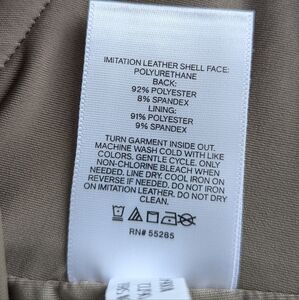 IMITATION LEATHER SHELL FACE:
POLYURETHANE
BACK:
92% POLYESTER
8% SPANDEX
LINING:
91% POLYESTER
9% SPANDEX
TURN GARMENT INSIDE OUT.
MACHINE WASH COLD WITH LIKE
COLORS. GENTLE CYCLE. ONLY
NON-CHLORINE BLEACH WHEN
NEEDED. LINE DRY. COOL IRON ON
REVERSE IF NEEDED. DO NOT IRON
ON IMITATION LEATHER. DO NOT DRY
CLEAN.
RN# 55285